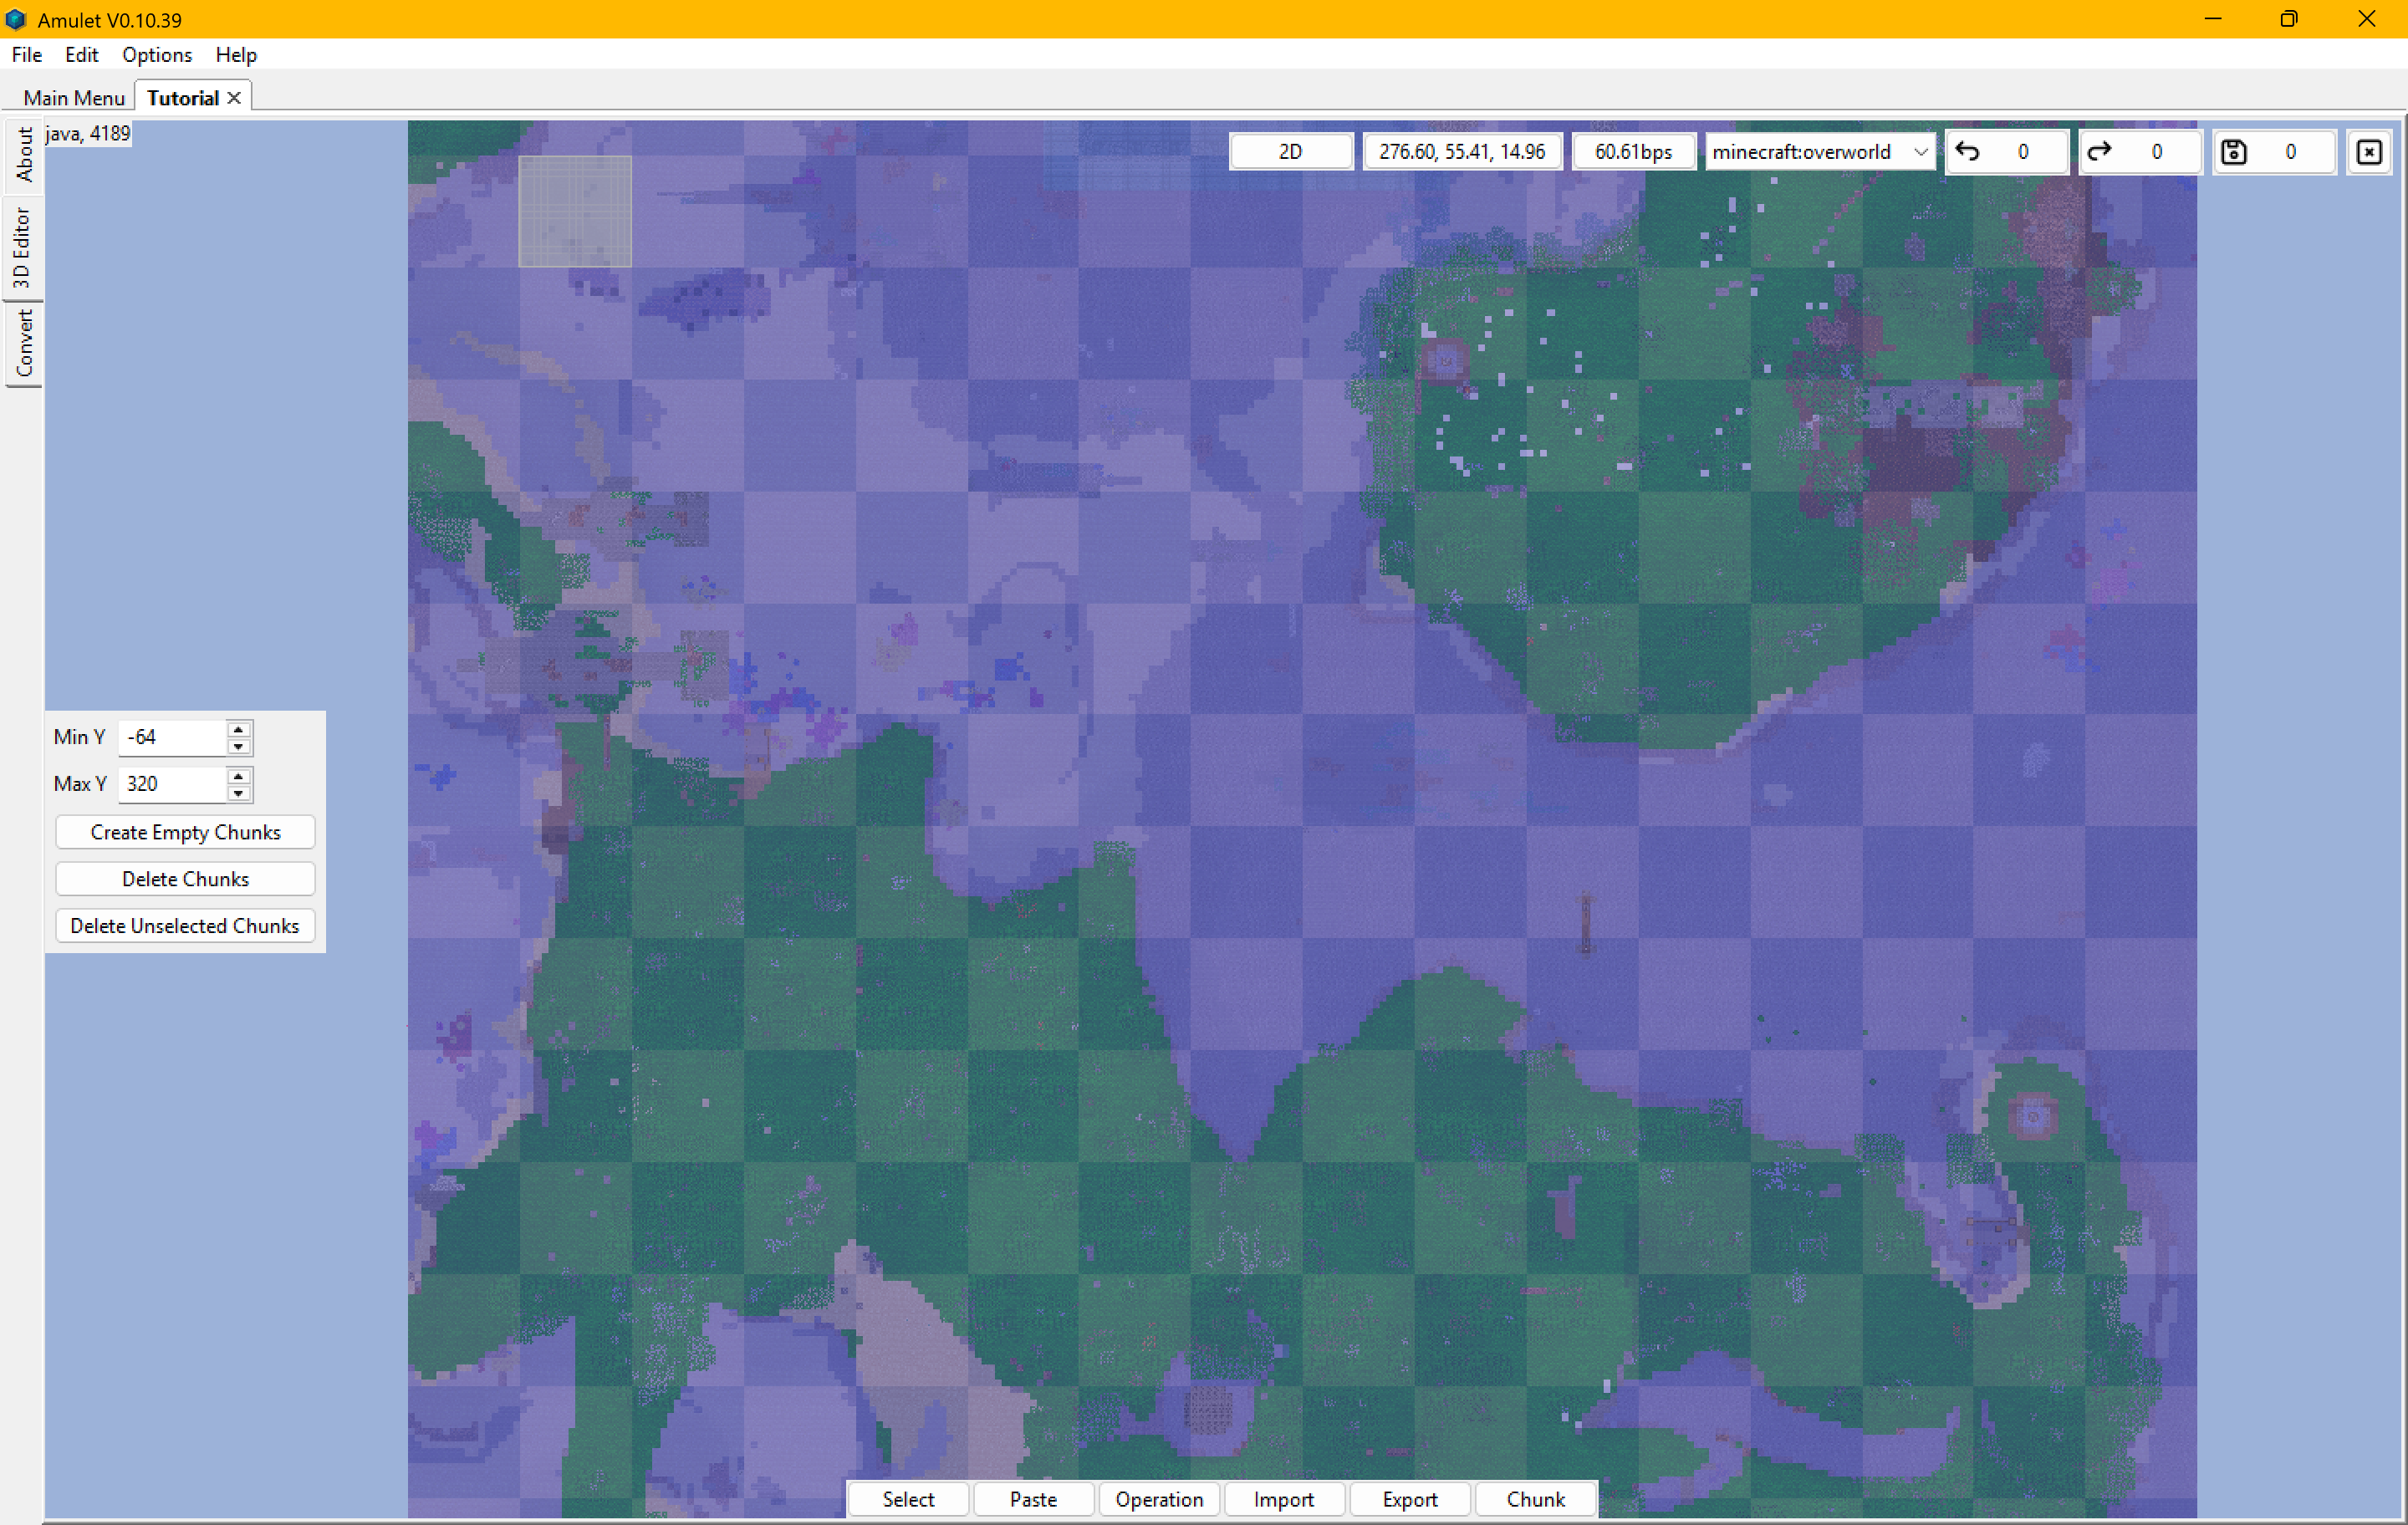 Amulet V0.10.39
File Edit Options Help
Main Menu Tutorial
About
3D Editor
Convert
java, 4189
2D 276.60, 55.41, 14.96 60.61bps minecraft:overworld 0 0 0
Min Y -64
Max Y 320
Create Empty Chunks
Delete Chunks
Delete Unselected Chunks
Select Paste Operation Import Export Chunk